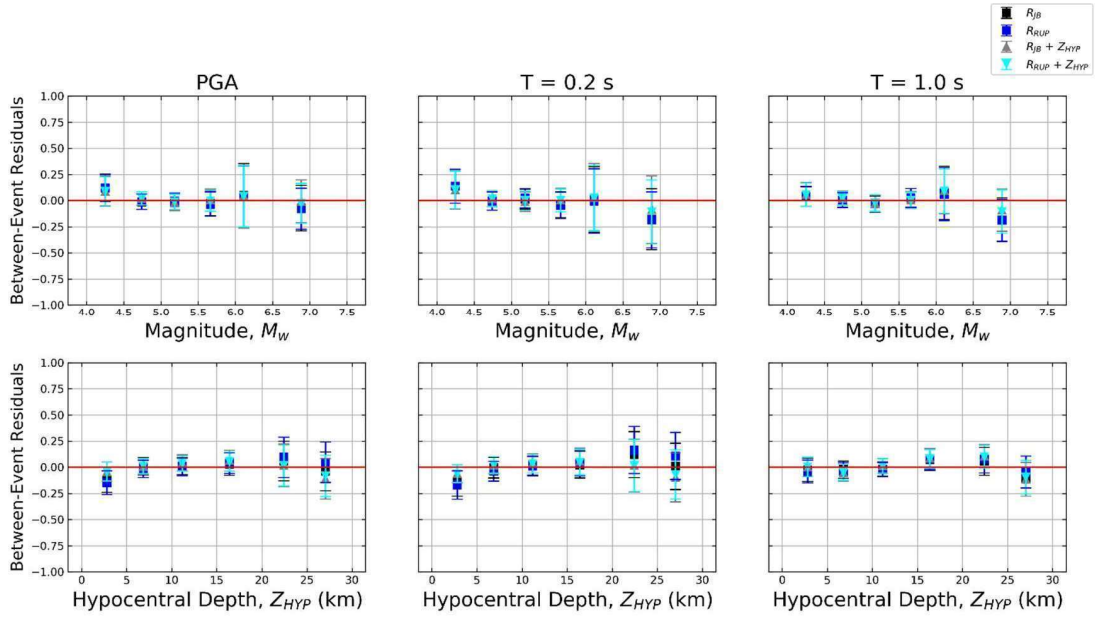 R_JB
R_RUP
R_JB + Z_HYP
R_RUP + Z_HYP
PGA
T = 0.2 s
T = 1.0 s
Between-Event Residuals
1.00
0.75
0.50
0.25
0.00
−0.25
−0.50
−0.75
−1.00
4.0 4.5 5.0 5.5 6.0 6.5 7.0 7.5
4.0 4.5 5.0 5.5 6.0 6.5 7.0 7.5
4.0 4.5 5.0 5.5 6.0 6.5 7.0 7.5
Magnitude, M_w
Magnitude, M_w
Magnitude, M_w
Between-Event Residuals
1.00
0.75
0.50
0.25
0.00
−0.25
−0.50
−0.75
−1.00
0 5 10 15 20 25 30
0 5 10 15 20 25 30
0 5 10 15 20 25 30
Hypocentral Depth, Z_HYP (km)
Hypocentral Depth, Z_HYP (km)
Hypocentral Depth, Z_HYP (km)